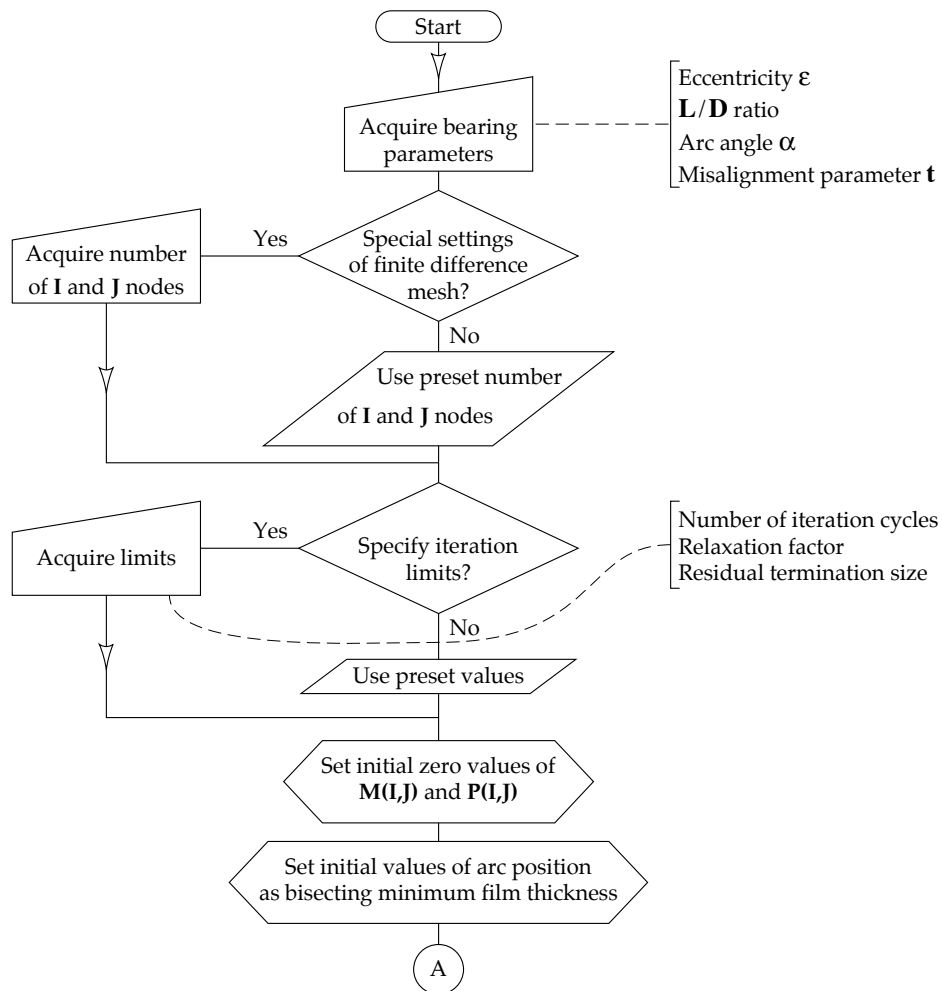 Start
Acquire bearing
parameters
Eccentricity ε
L/D ratio
Arc angle α
Misalignment parameter t
Special settings
of finite difference
mesh?
Yes
Acquire number
of I and J nodes
No
Use preset number
of I and J nodes
Specify iteration
limits?
Yes
Acquire limits
Number of iteration cycles
Relaxation factor
Residual termination size
No
Use preset values
Set initial zero values of
M(I,J) and P(I,J)
Set initial values of arc position
as bisecting minimum film thickness
A